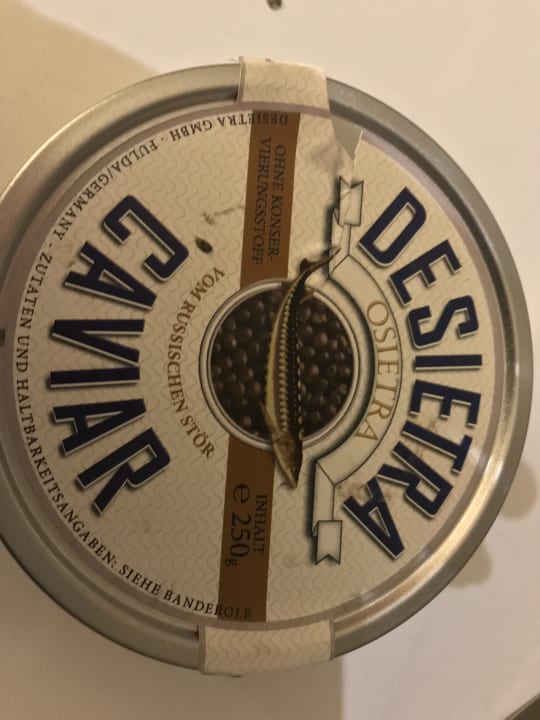 DESIETRA
OSIETRA
OHNE KONSER-
VIERUNGSSTOFF
INHALT
℮ 250g
VOM RUSSISCHEN STÖR
CAVIAR
DESIETRA GMBH - FULDA/GERMANY - ZUTATEN UND HALTBARKEITSANGABEN: SIEHE BANDEROLE